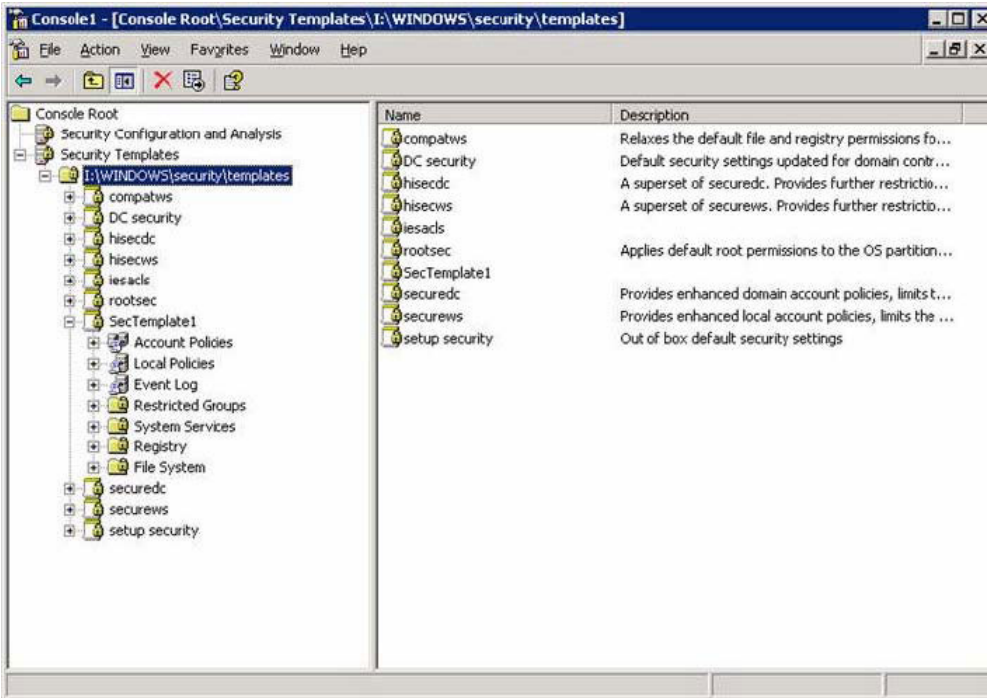 Console1 - [Console Root\Security Templates\I:\WINDOWS\security\templates]
File Action View Favorites Window Help
Console Root
Security Configuration and Analysis
Security Templates
I:\WINDOWS\security\templates
compatws
DC security
hisecdc
hisecws
iesacls
rootsec
SecTemplate1
Account Policies
Local Policies
Event Log
Restricted Groups
System Services
Registry
File System
securedc
securews
setup security
Name Description
compatws Relaxes the default file and registry permissions fo...
DC security Default security settings updated for domain contr...
hisecdc A superset of securedc. Provides further restrictio...
hisecws A superset of securews. Provides further restrictio...
iesacls
rootsec Applies default root permissions to the OS partition...
SecTemplate1
securedc Provides enhanced domain account policies, limits t...
securews Provides enhanced local account policies, limits the ...
setup security Out of box default security settings